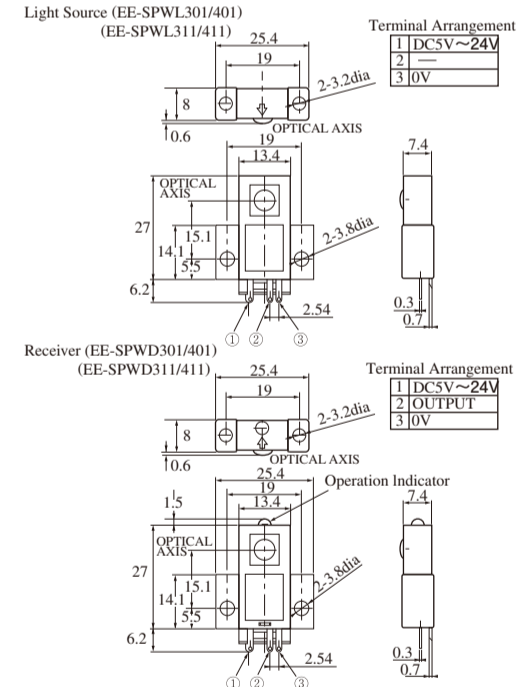 Light Source (EE-SPWL301/401)
(EE-SPWL311/411)
Terminal Arrangement
1 DC5V～24V
2 —
3 0V
25.4
19
2-3.2dia
8
0.6
OPTICAL AXIS
19
13.4
7.4
OPTICAL
AXIS
27
15.1
14.1
5.5
2-3.8dia
6.2
2.54
0.3
0.7
① ② ③
Receiver (EE-SPWD301/401)
(EE-SPWD311/411)
Terminal Arrangement
1 DC5V～24V
2 OUTPUT
3 0V
25.4
19
2-3.2dia
8
0.6
OPTICAL AXIS
25.4
Operation Indicator
19
1.5
13.4
7.4
OPTICAL
AXIS
27
15.1
14.1
5.5
2-3.8dia
6.2
2.54
0.3
0.7
① ② ③